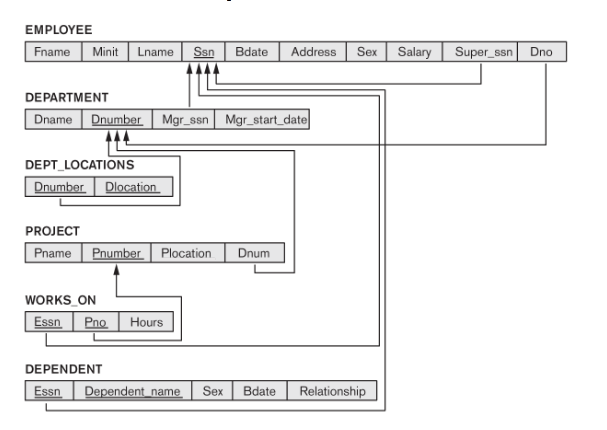 EMPLOYEE
Fname Minit Lname Ssn Bdate Address Sex Salary Super_ssn Dno
DEPARTMENT
Dname Dnumber Mgr_ssn Mgr_start_date
DEPT_LOCATIONS
Dnumber Dlocation
PROJECT
Pname Pnumber Plocation Dnum
WORKS_ON
Essn Pno Hours
DEPENDENT
Essn Dependent_name Sex Bdate Relationship